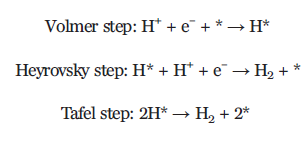 Volmer step: H⁺ + e⁻ + * → H*
Heyrovsky step: H* + H⁺ + e⁻ → H₂ + *
Tafel step: 2H* → H₂ + 2*